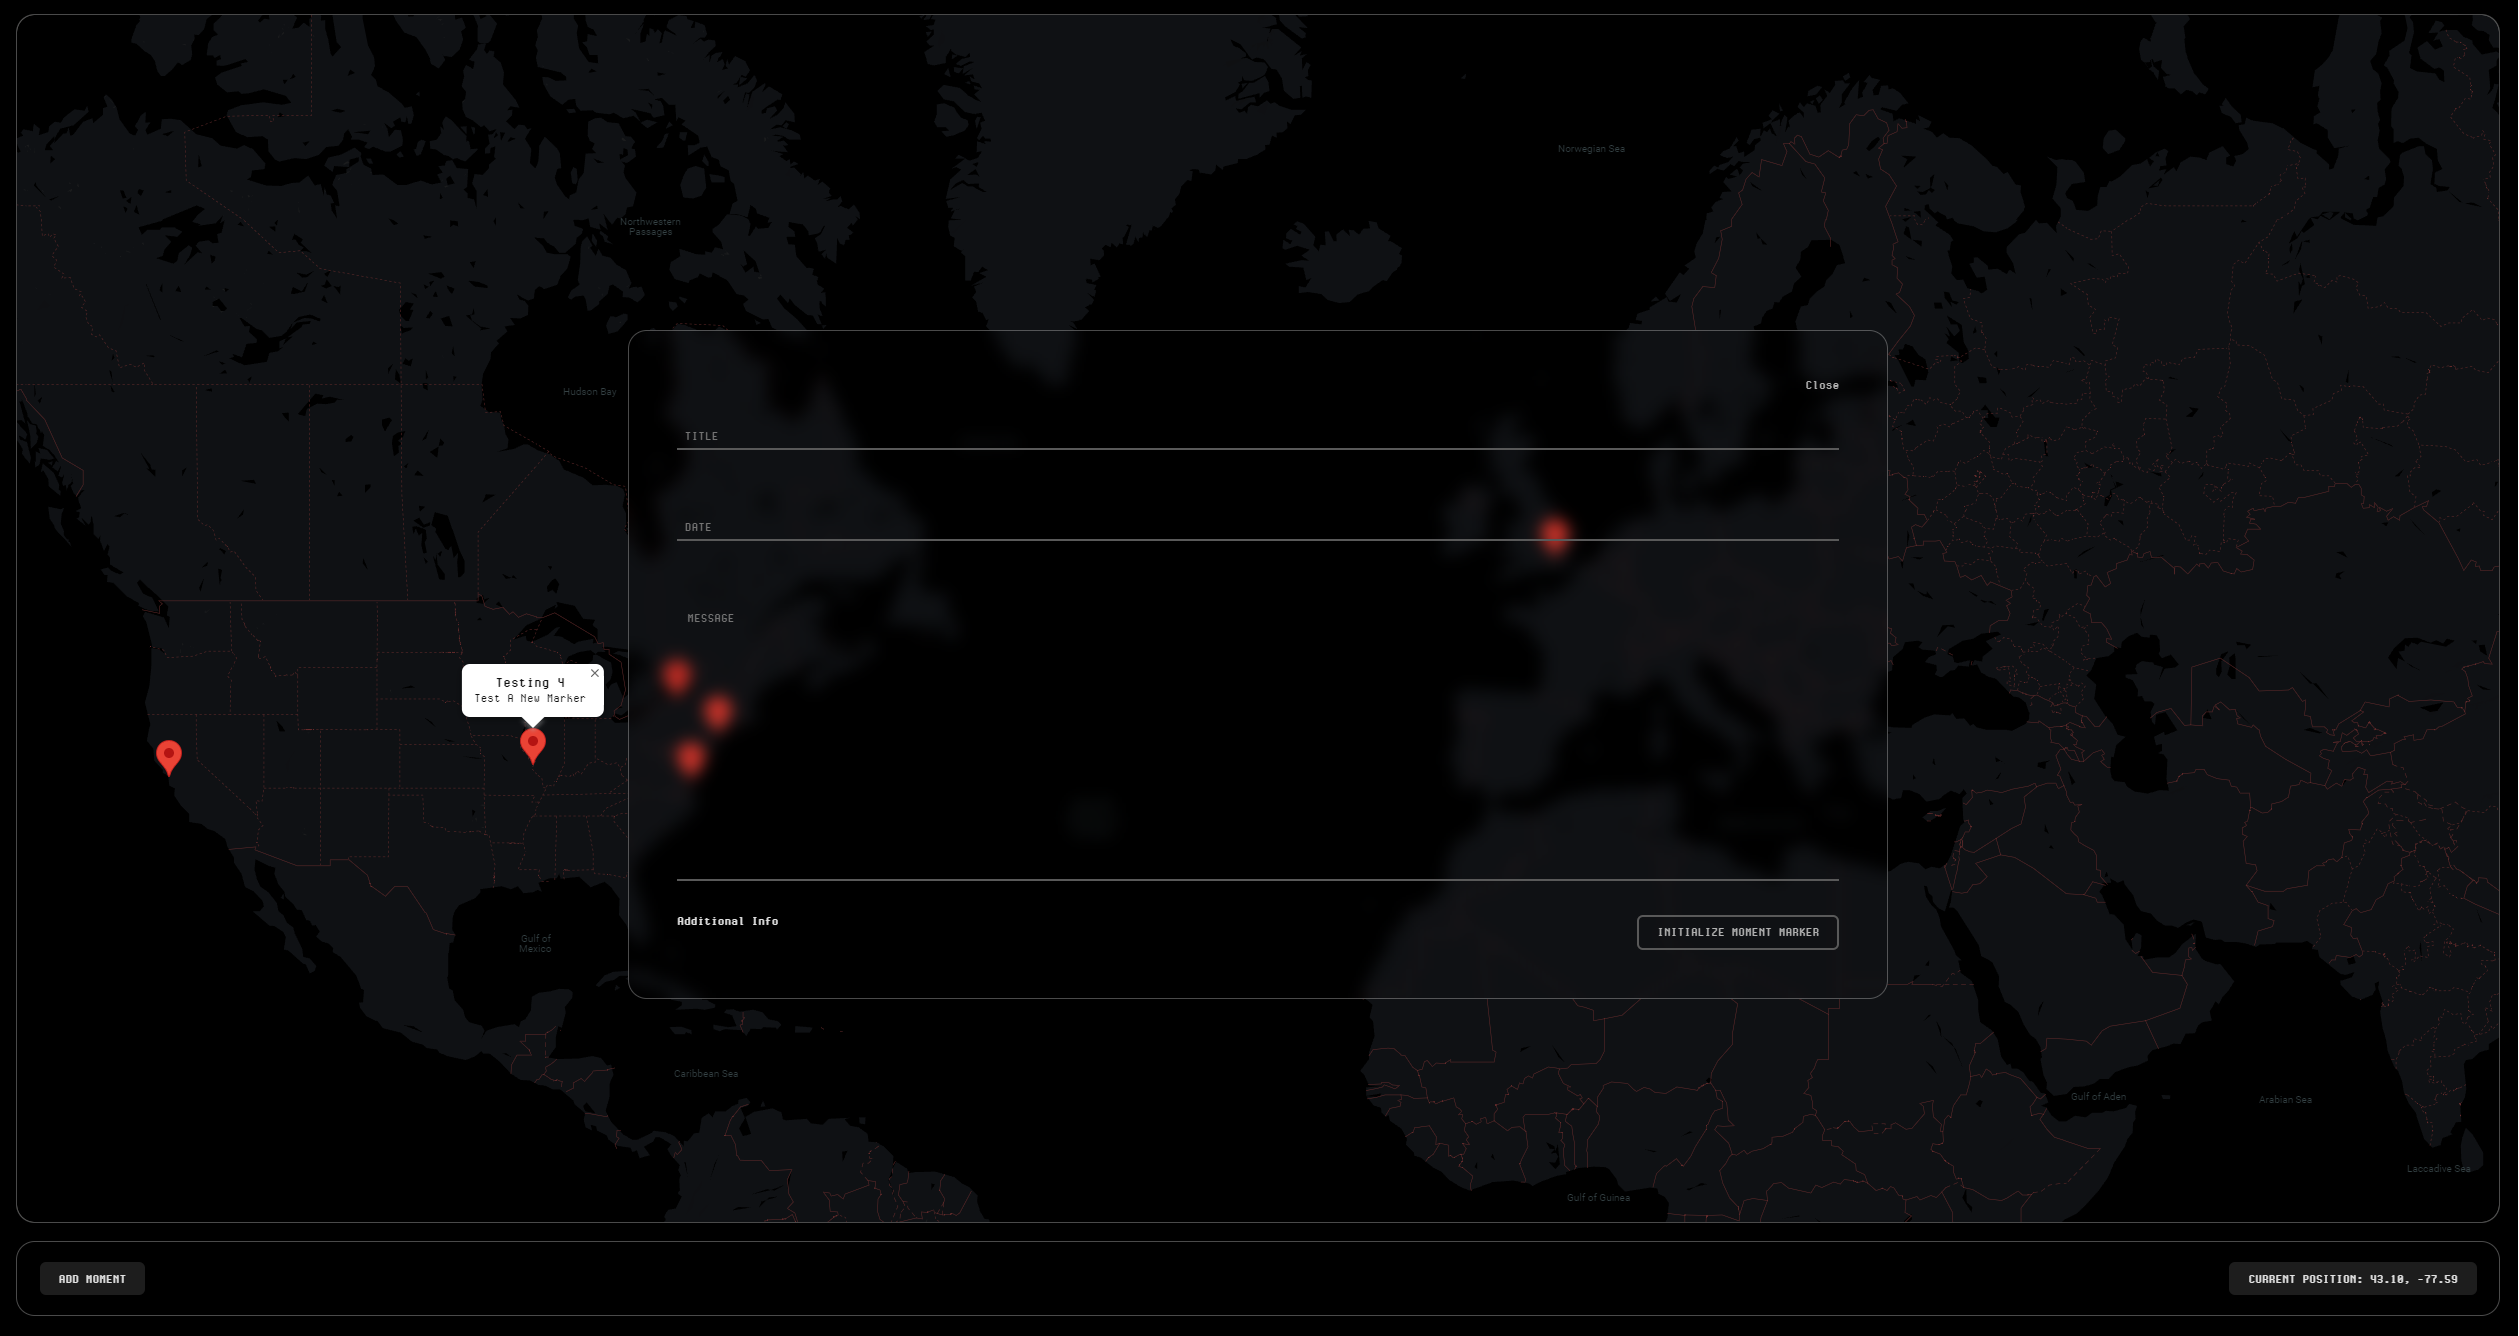 Norwegian Sea
Northwestern
Passages
Hudson Bay
Close
TITLE
DATE
MESSAGE
Testing 4
Test A New Marker
Additional Info
INITIALIZE MOMENT MARKER
Gulf of
Mexico
Caribbean Sea
Gulf of Aden
Arabian Sea
Laccadive Sea
Gulf of Guinea
ADD MOMENT
CURRENT POSITION: 43.10, -77.59